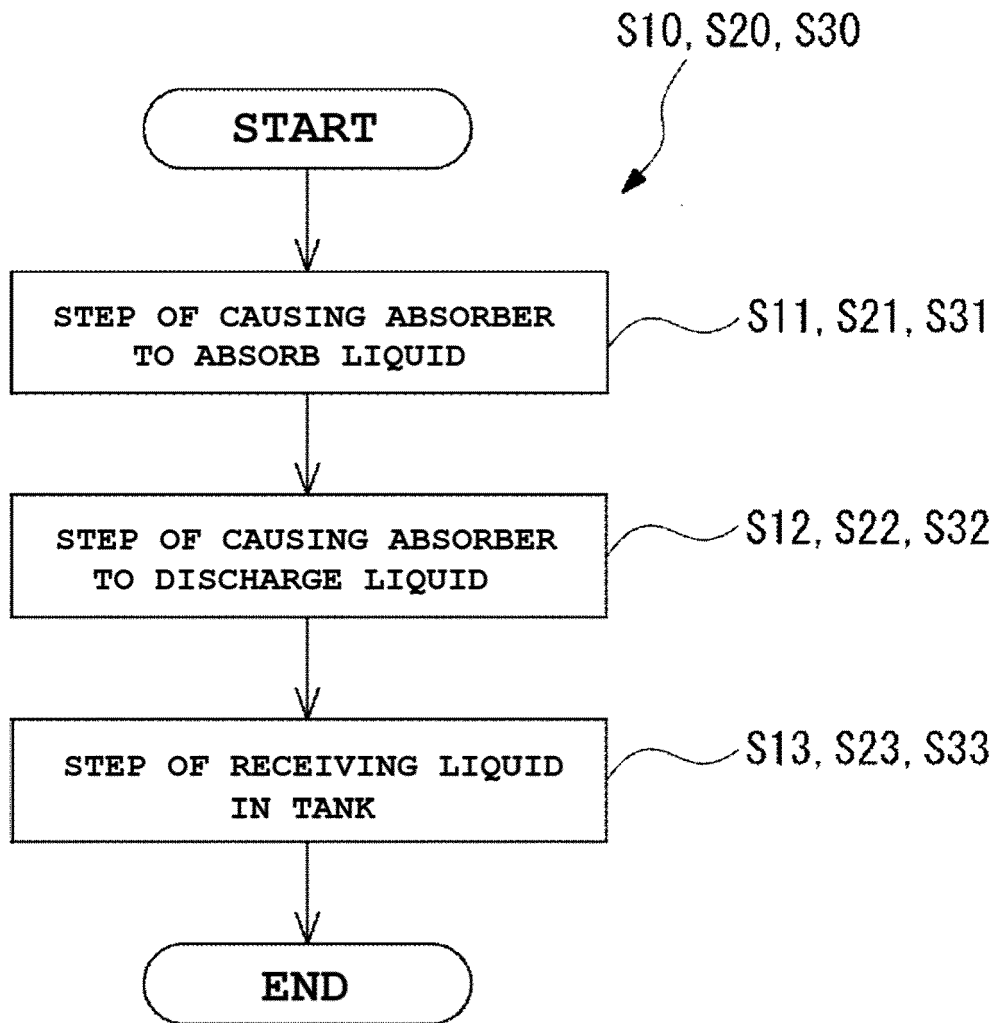 S10, S20, S30
START
STEP OF CAUSING ABSORBER
TO ABSORB LIQUID
S11, S21, S31
STEP OF CAUSING ABSORBER
TO DISCHARGE LIQUID
S12, S22, S32
STEP OF RECEIVING LIQUID
IN TANK
S13, S23, S33
END